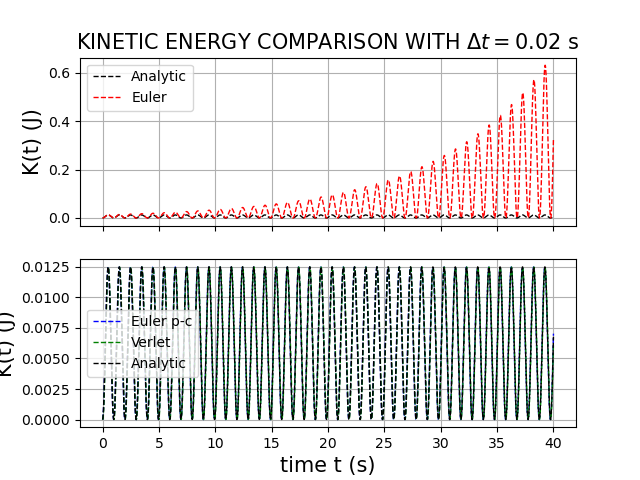 KINETIC ENERGY COMPARISON WITH Δt = 0.02 s
K(t) (J)
0.6
0.4
0.2
0.0
Analytic
Euler
K(t) (J)
0.0125
0.0100
0.0075
0.0050
0.0025
0.0000
Euler p-c
Verlet
Analytic
0 5 10 15 20 25 30 35 40
time t (s)